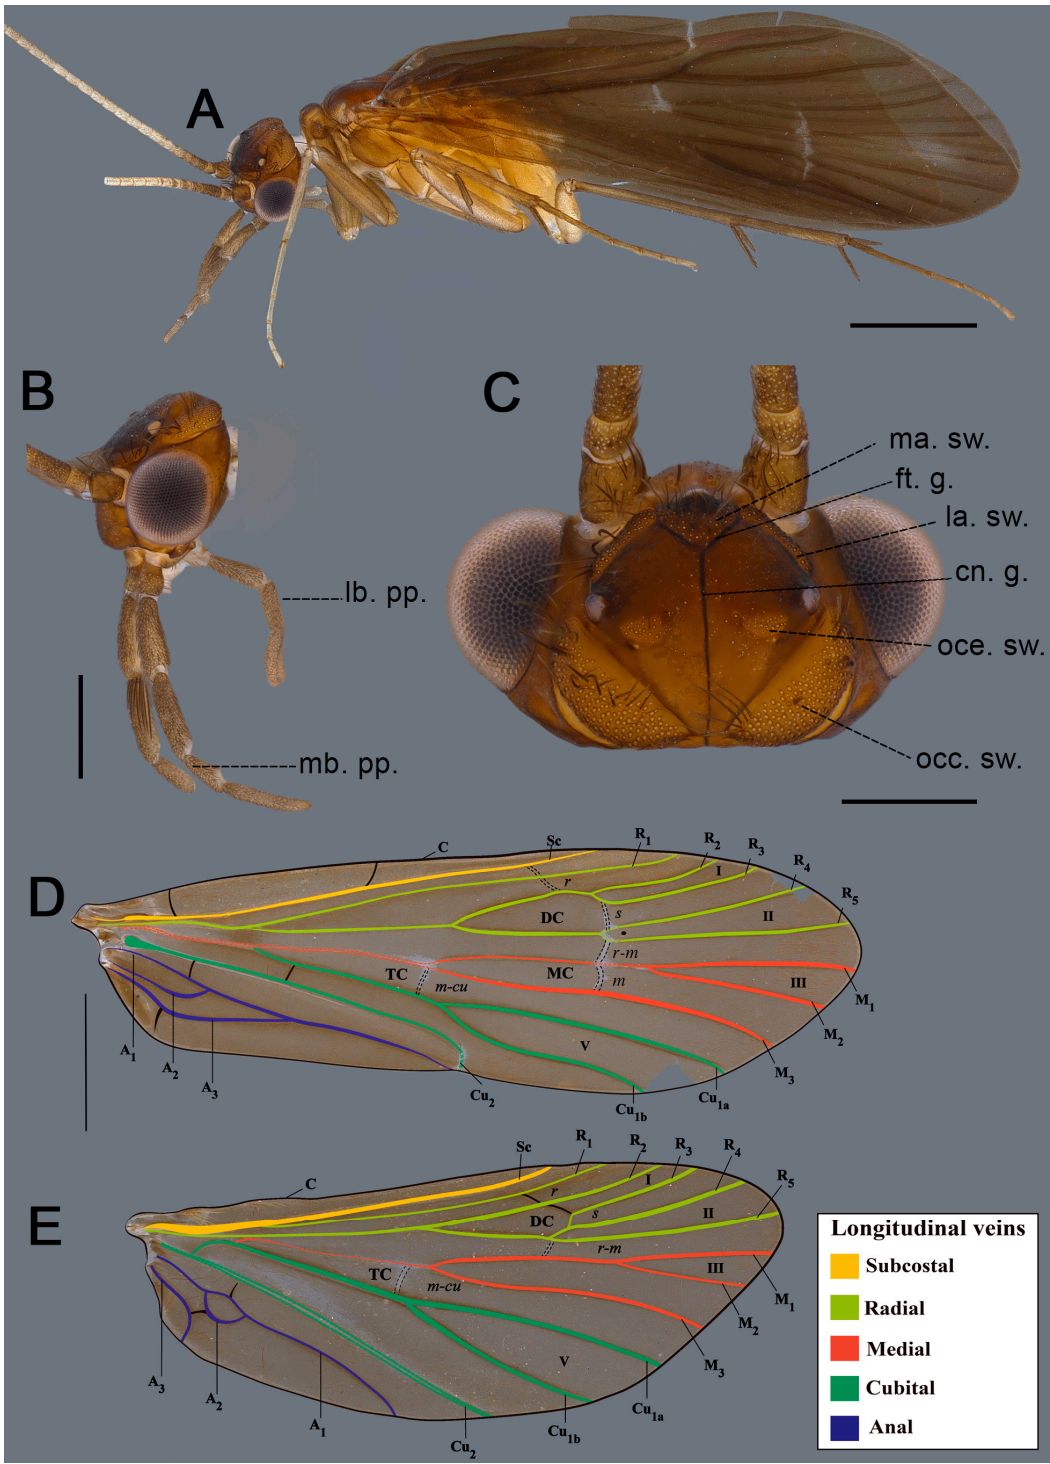 A
B
C
ma. sw.
ft. g.
la. sw.
cn. g.
oce. sw.
occ. sw.
lb. pp.
mb. pp.
D
C
Sc
R1
R2
R3
R4
R5
I
II
III
V
r
s
r-m
m
m-cu
DC
MC
TC
M1
M2
M3
Cu1a
Cu1b
Cu2
A1
A2
A3
E
C
Sc
R1
R2
R3
R4
R5
I
II
III
V
r
s
r-m
m-cu
DC
TC
M1
M2
M3
Cu1a
Cu1b
Cu2
A1
A2
A3
Longitudinal veins
Subcostal
Radial
Medial
Cubital
Anal